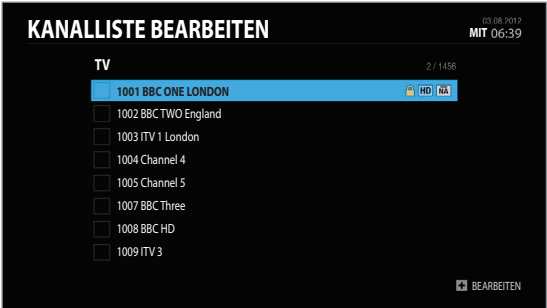 KANALLISTE BEARBEITEN
03.08.2012
MIT 06:39
TV
2 / 1456
1001 BBC ONE LONDON HD NA
1002 BBC TWO England
1003 ITV 1 London
1004 Channel 4
1005 Channel 5
1007 BBC Three
1008 BBC HD
1009 ITV 3
BEARBEITEN